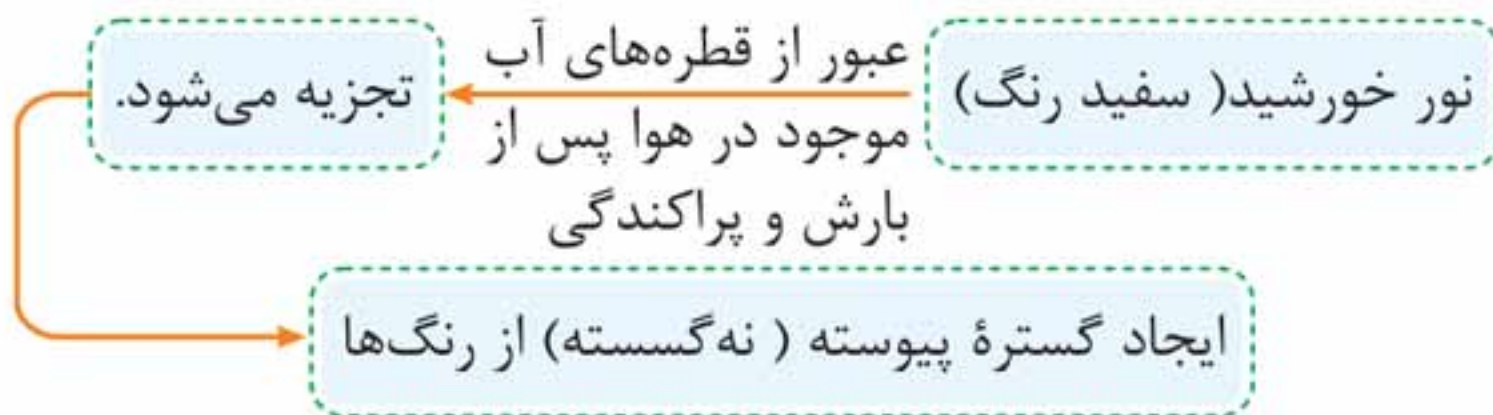 نور خورشید( سفید رنگ)
عبور از قطره‌های آب
موجود در هوا پس از
بارش و پراکندگی
تجزیه می‌شود.
ایجاد گسترهٔ پیوسته ( نه‌گسسته) از رنگ‌ها